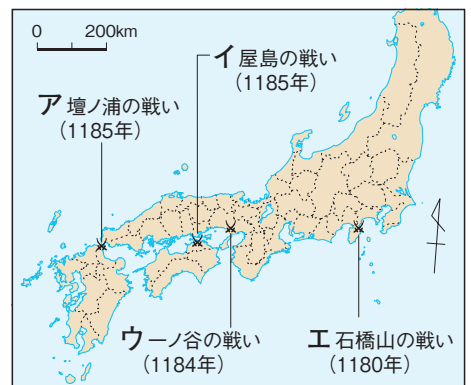 0 200km
イ屋島の戦い
(1185年)
ア壇ノ浦の戦い
(1185年)
ウ一ノ谷の戦い
(1184年)
エ石橋山の戦い
(1180年)